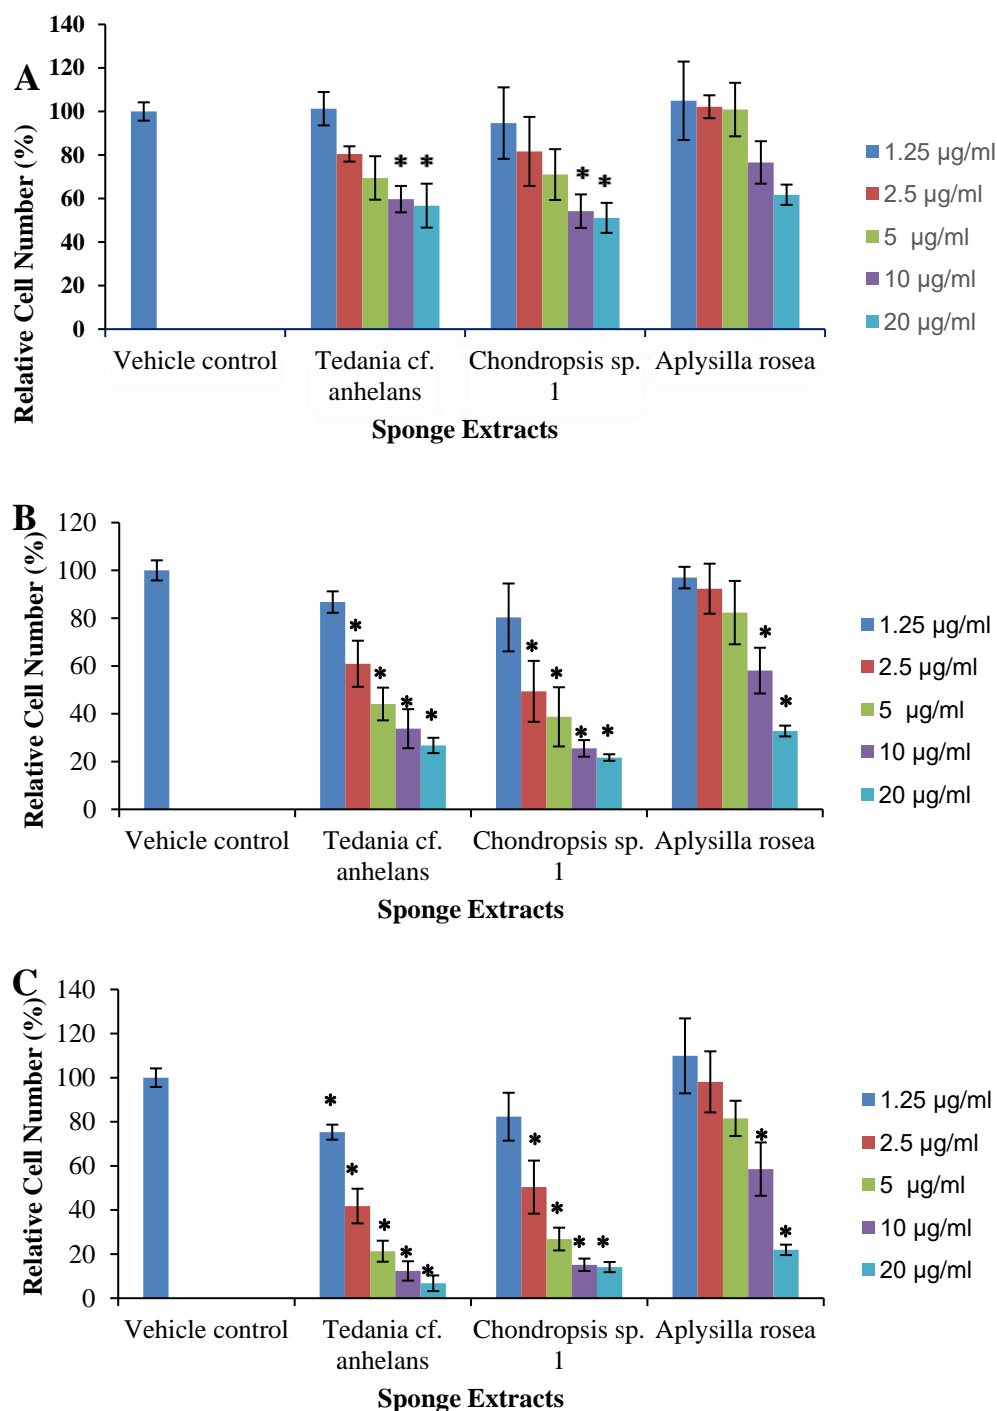 A
Relative Cell Number (%)
140
120
100
80
60
40
20
0
* * * *
Vehicle control
Tedania cf.
anhelans
Chondropsis sp.
1
Aplysilla rosea
Sponge Extracts
1.25 µg/ml
2.5 µg/ml
5 µg/ml
10 µg/ml
20 µg/ml
B
Relative Cell Number (%)
120
100
80
60
40
20
0
* * * * * * * * * *
Vehicle control
Tedania cf.
anhelans
Chondropsis sp.
1
Aplysilla rosea
Sponge Extracts
1.25 µg/ml
2.5 µg/ml
5 µg/ml
10 µg/ml
20 µg/ml
C
Relative Cell Number (%)
140
120
100
80
60
40
20
0
* * * * * * * * * * *
Vehicle control
Tedania cf.
anhelans
Chondropsis sp.
1
Aplysilla rosea
Sponge Extracts
1.25 µg/ml
2.5 µg/ml
5 µg/ml
10 µg/ml
20 µg/ml